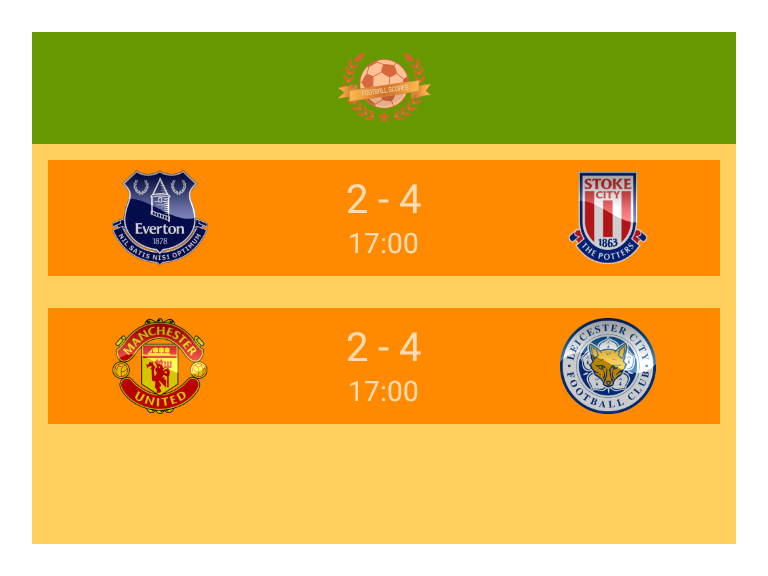 FOOTBALL SCORES
Everton
1878
NIL SATIS NISI OPTIMUM
2 - 4
17:00
STOKE
CITY
1863
THE POTTERS
MANCHESTER
UNITED
2 - 4
17:00
LEICESTER CITY
FOOTBALL CLUB